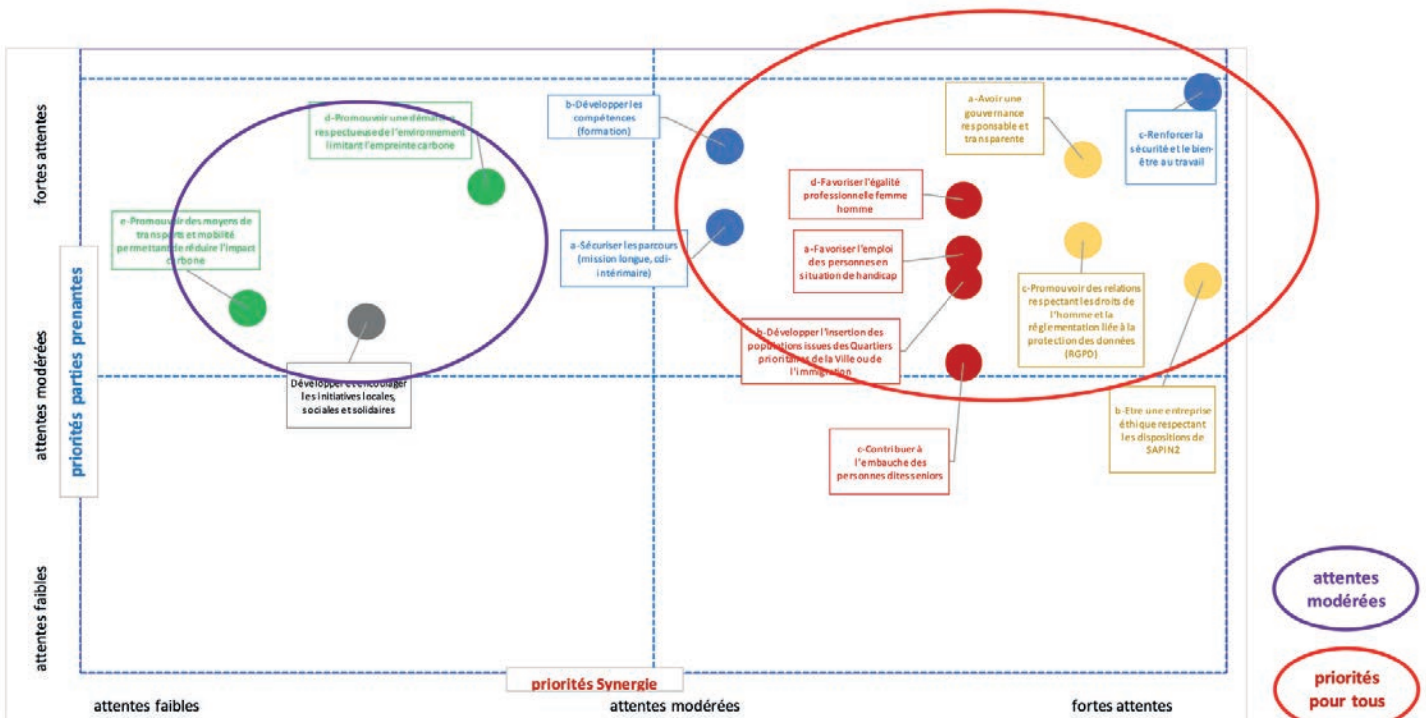 fortes attentes
attentes modérées
attentes faibles
priorités parties prenantes
d-Promouvoir une démarche
respectueuse de l'environnement
limitant l'empreinte carbone
e-Promouvoir des moyens de
transports et mobilité
permettant de réduire l'impact
carbone
Développer et encourager
les initiatives locales,
sociales et solidaires
b-Développer les
compétences
(formation)
a-Sécuriser les parcours
(mission longue, cdi-
intérimaire)
d-Favoriser l'égalité
professionnelle femme
homme
a-Favoriser l'emploi
des personnes en
situation de handicap
b-Développer l'insertion des
populations issues des Quartiers
prioritaires de la Ville ou de
l'immigration
c-Contribuer à
l'embauche des
personnes dites seniors
a-Avoir une
gouvernance
responsable et
transparente
c-Promouvoir des relations
respectant les droits de
l'homme et la
réglementation liée à la
protection des données
(RGPD)
c-Renforcer la
sécurité et le bien-
être au travail
b-Etre une entreprise
éthique respectant
les dispositions de
SAPIN2
priorités Synergie
attentes faibles
attentes modérées
fortes attentes
attentes
modérées
priorités
pour tous